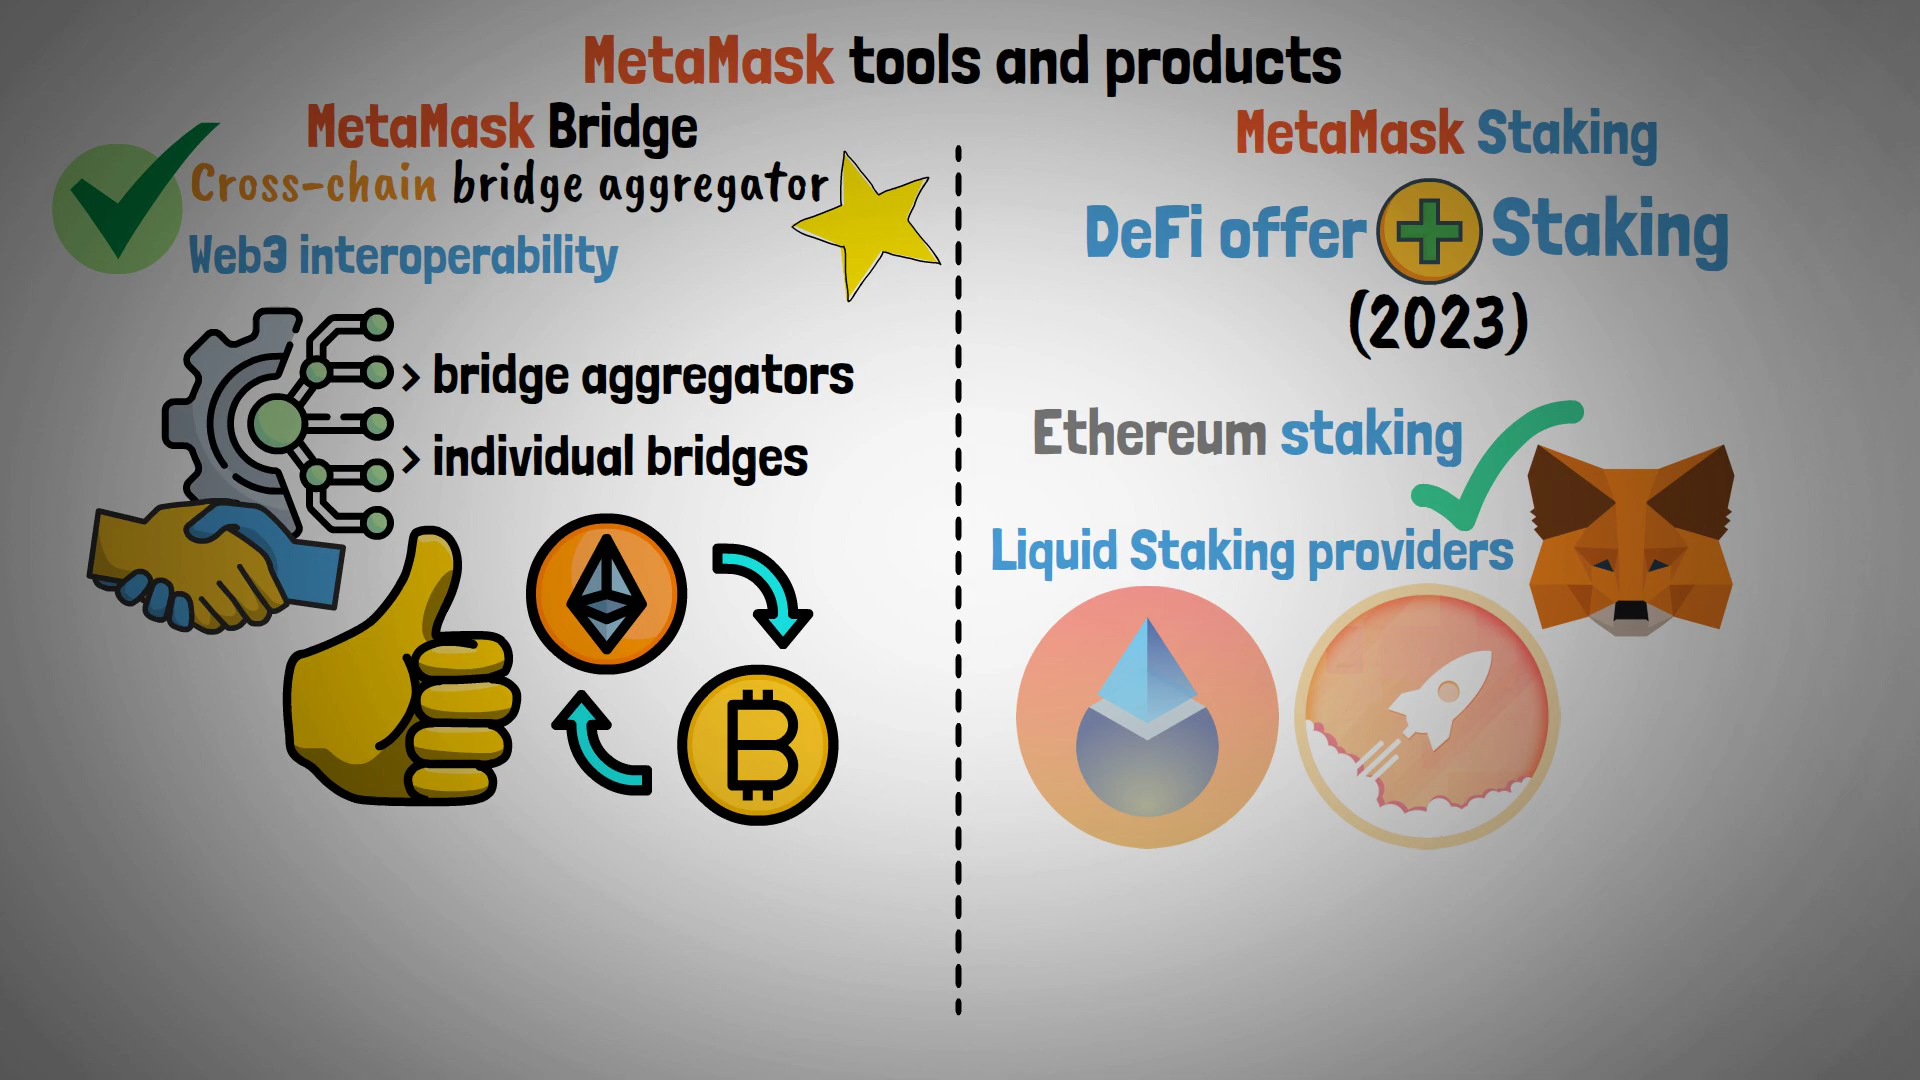 MetaMask tools and products
MetaMask Bridge
Cross-chain bridge aggregator
Web3 interoperability
> bridge aggregators
> individual bridges
MetaMask Staking
DeFi offer + Staking
(2023)
Ethereum staking
Liquid Staking providers